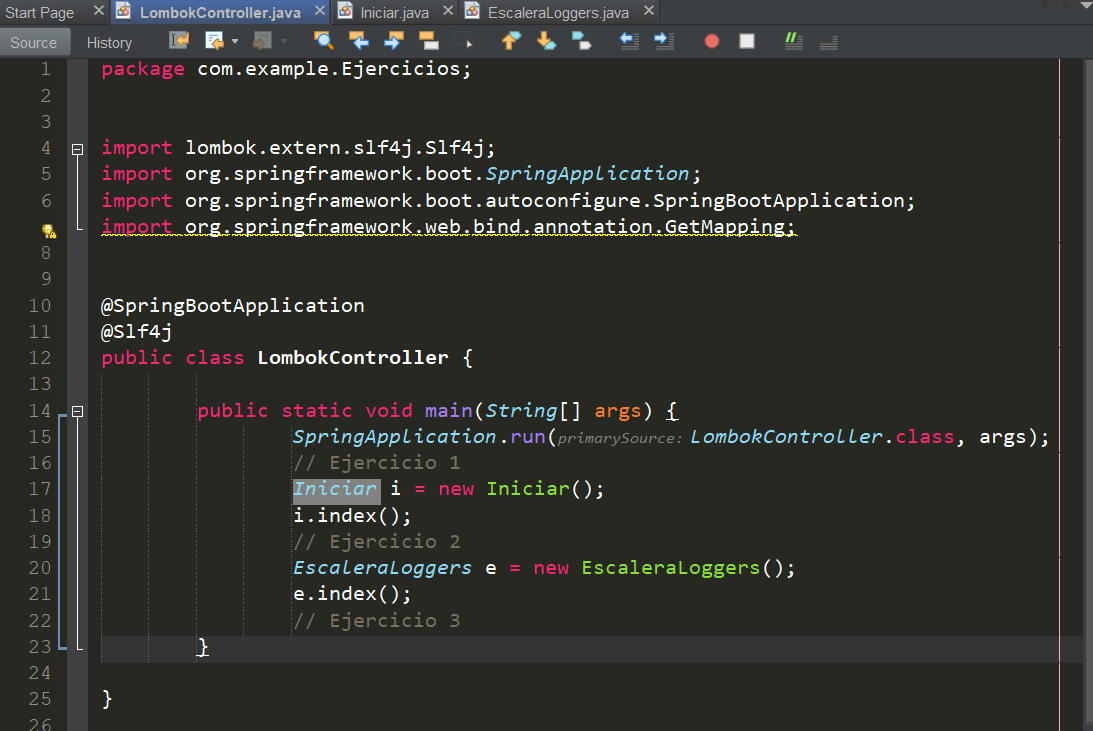 Start Page LombokController.java Iniciar.java EscaleraLoggers.java
Source History
1 package com.example.Ejercicios;
2
3
4 import lombok.extern.slf4j.Slf4j;
5 import org.springframework.boot.SpringApplication;
6 import org.springframework.boot.autoconfigure.SpringBootApplication;
import org.springframework.web.bind.annotation.GetMapping;
8
9
10 @SpringBootApplication
11 @Slf4j
12 public class LombokController {
13
14 public static void main(String[] args) {
15 SpringApplication.run(primarySource: LombokController.class, args);
16 // Ejercicio 1
17 Iniciar i = new Iniciar();
18 i.index();
19 // Ejercicio 2
20 EscaleraLoggers e = new EscaleraLoggers();
21 e.index();
22 // Ejercicio 3
23 }
24
25 }
26